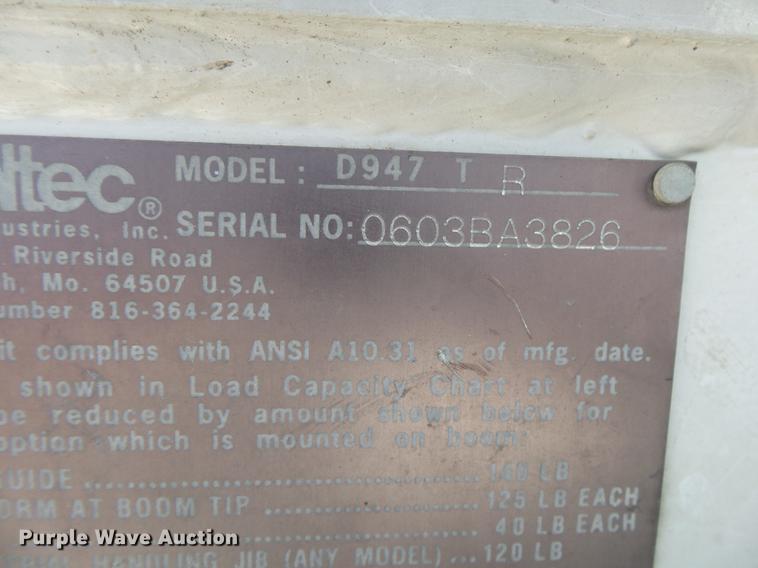 ltec® MODEL: D947 T R
ustries, Inc. SERIAL NO: 0603BA3826
Riverside Road
h, Mo. 64507 U.S.A.
umber 816-364-2244
it complies with ANSI A10.31 as of mfg. date.
shown in Load Capacity Chart at left
be reduced by amount shown below for
option which is mounted on boom:
GUIDE 160 LB
ORM AT BOOM TIP 125 LB EACH
40 LB EACH
HANDLING JIB (ANY MODEL) ... 120 LB
Purple Wave Auction